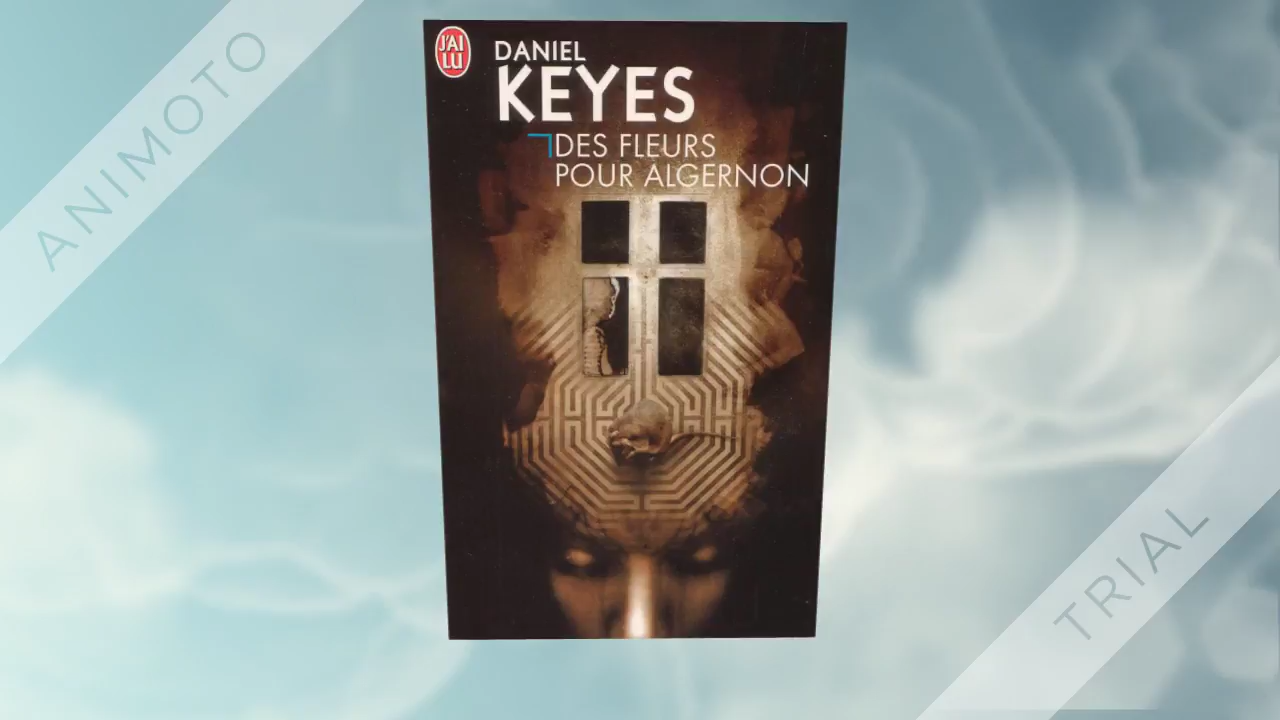 ANIMOTO
J'AI
LU
DANIEL
KEYES
DES FLEURS
POUR ALGERNON
TRIAL